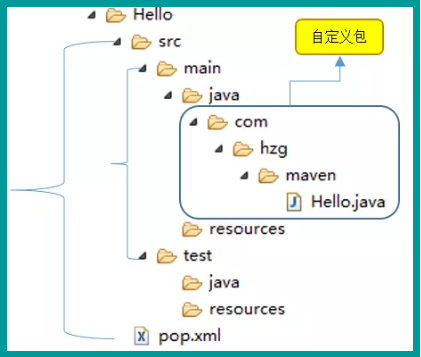 Hello
src
自定义包
main
java
com
hzg
maven
Hello.java
resources
test
java
resources
pop.xml